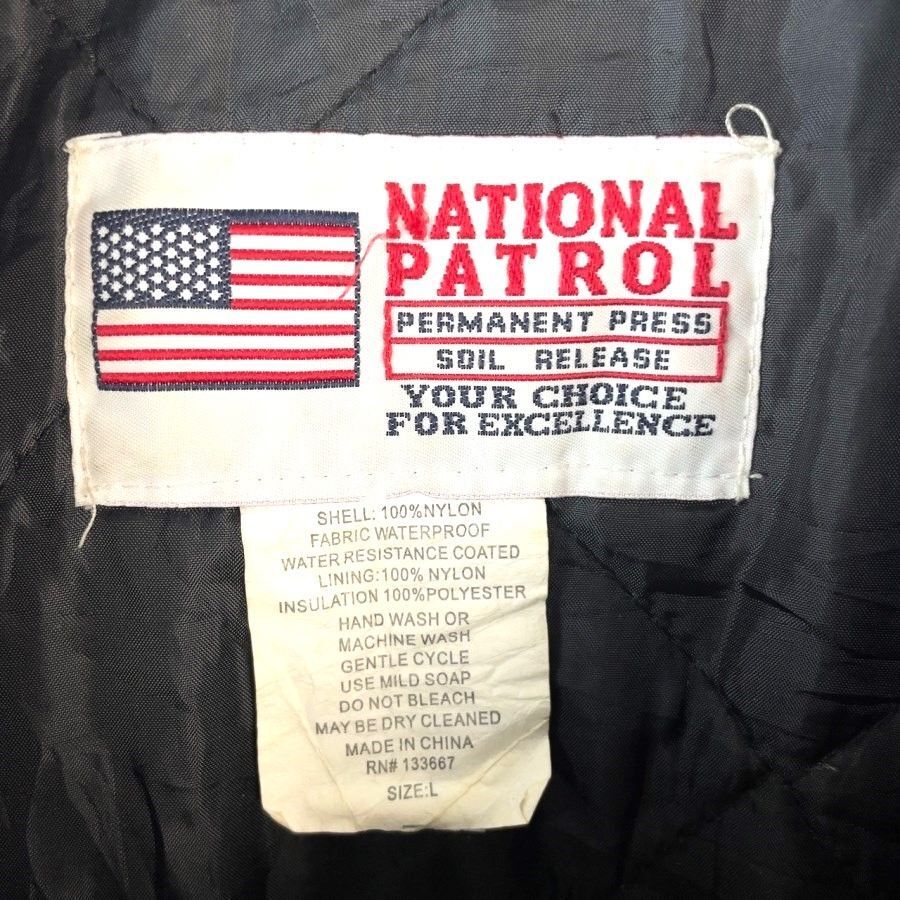 NATIONAL
PATROL
PERMANENT PRESS
SOIL RELEASE
YOUR CHOICE
FOR EXCELLENCE
SHELL: 100%NYLON
FABRIC WATERPROOF
WATER RESISTANCE COATED
LINING:100% NYLON
INSULATION 100%POLYESTER
HAND WASH OR
MACHINE WASH
GENTLE CYCLE
USE MILD SOAP
DO NOT BLEACH
MAY BE DRY CLEANED
MADE IN CHINA
RN# 133667
SIZE:L